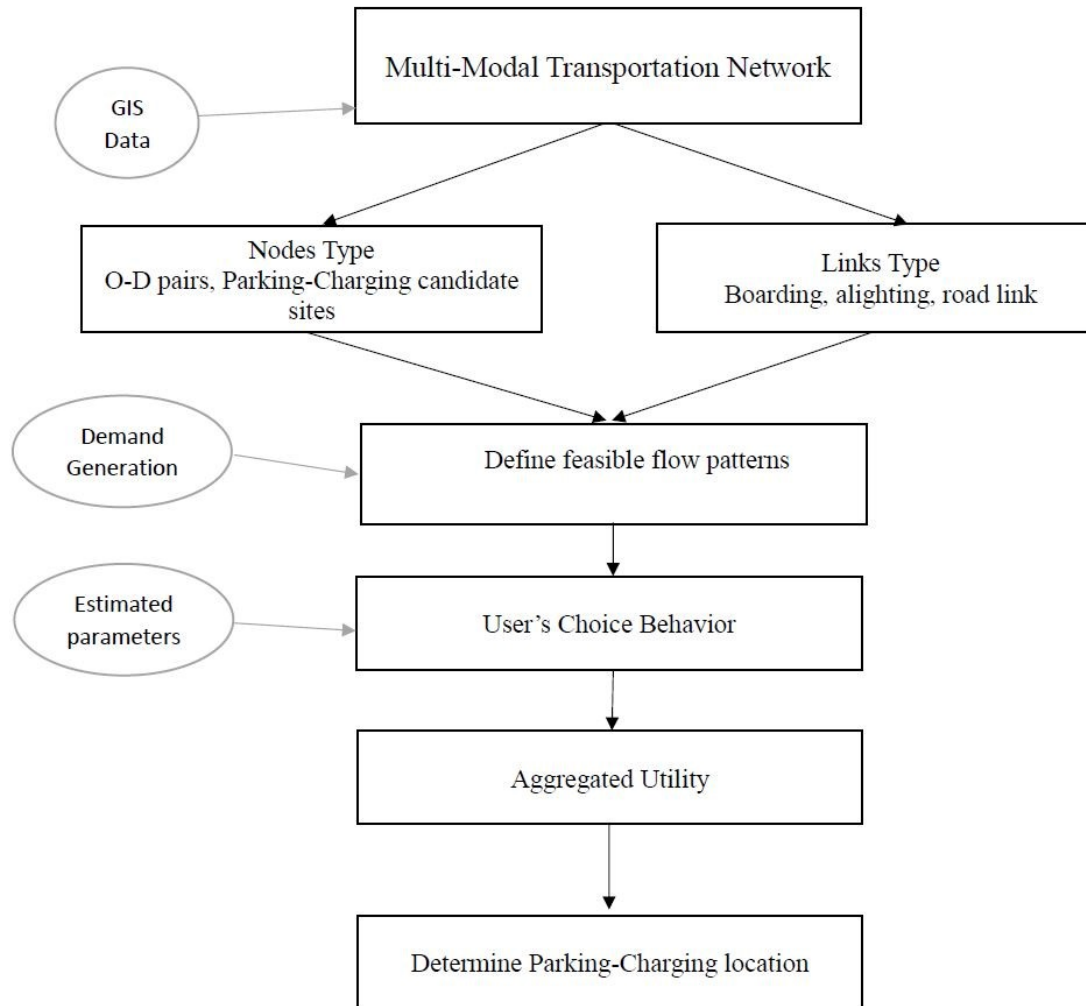 Multi-Modal Transportation Network
GIS
Data
Nodes Type
O-D pairs, Parking-Charging candidate
sites
Links Type
Boarding, alighting, road link
Demand
Generation
Define feasible flow patterns
Estimated
parameters
User’s Choice Behavior
Aggregated Utility
Determine Parking-Charging location